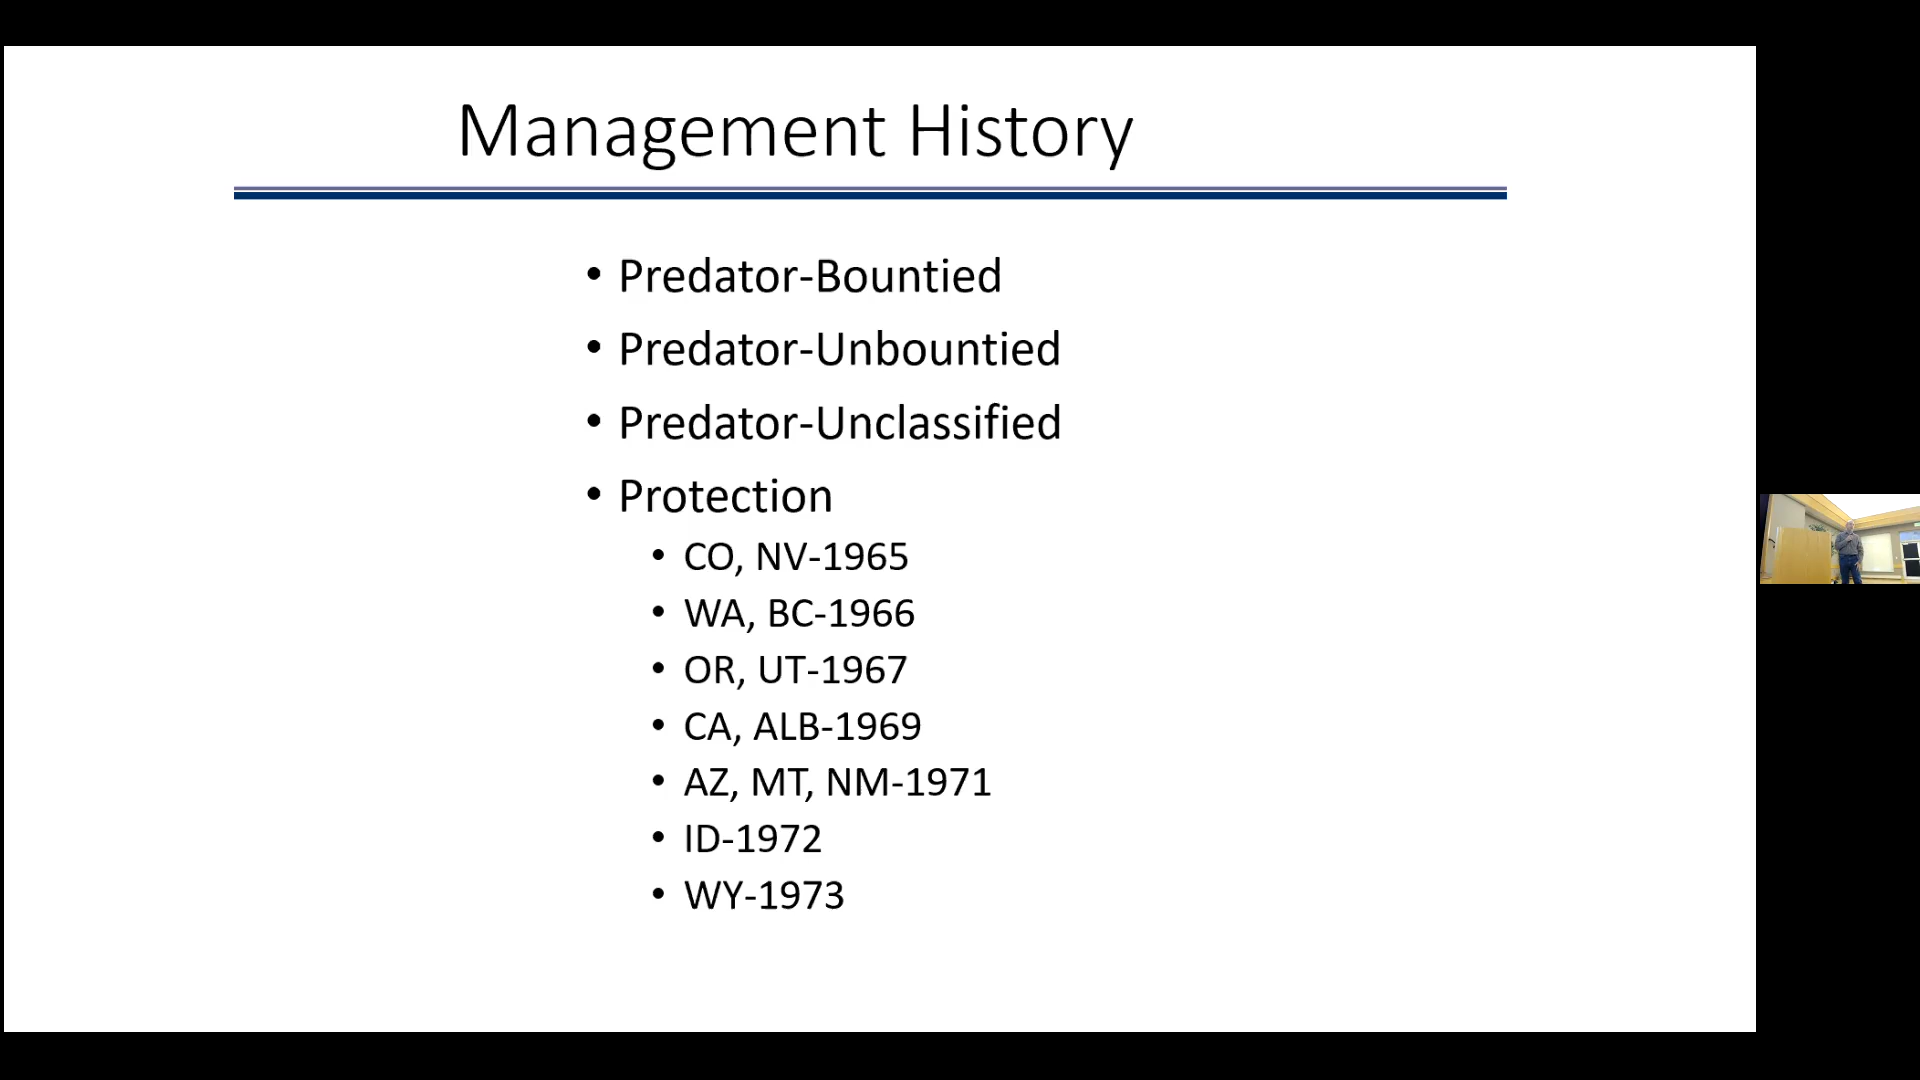 Management History
• Predator-Bountied
• Predator-Unbountied
• Predator-Unclassified
• Protection
• CO, NV-1965
• WA, BC-1966
• OR, UT-1967
• CA, ALB-1969
• AZ, MT, NM-1971
• ID-1972
• WY-1973